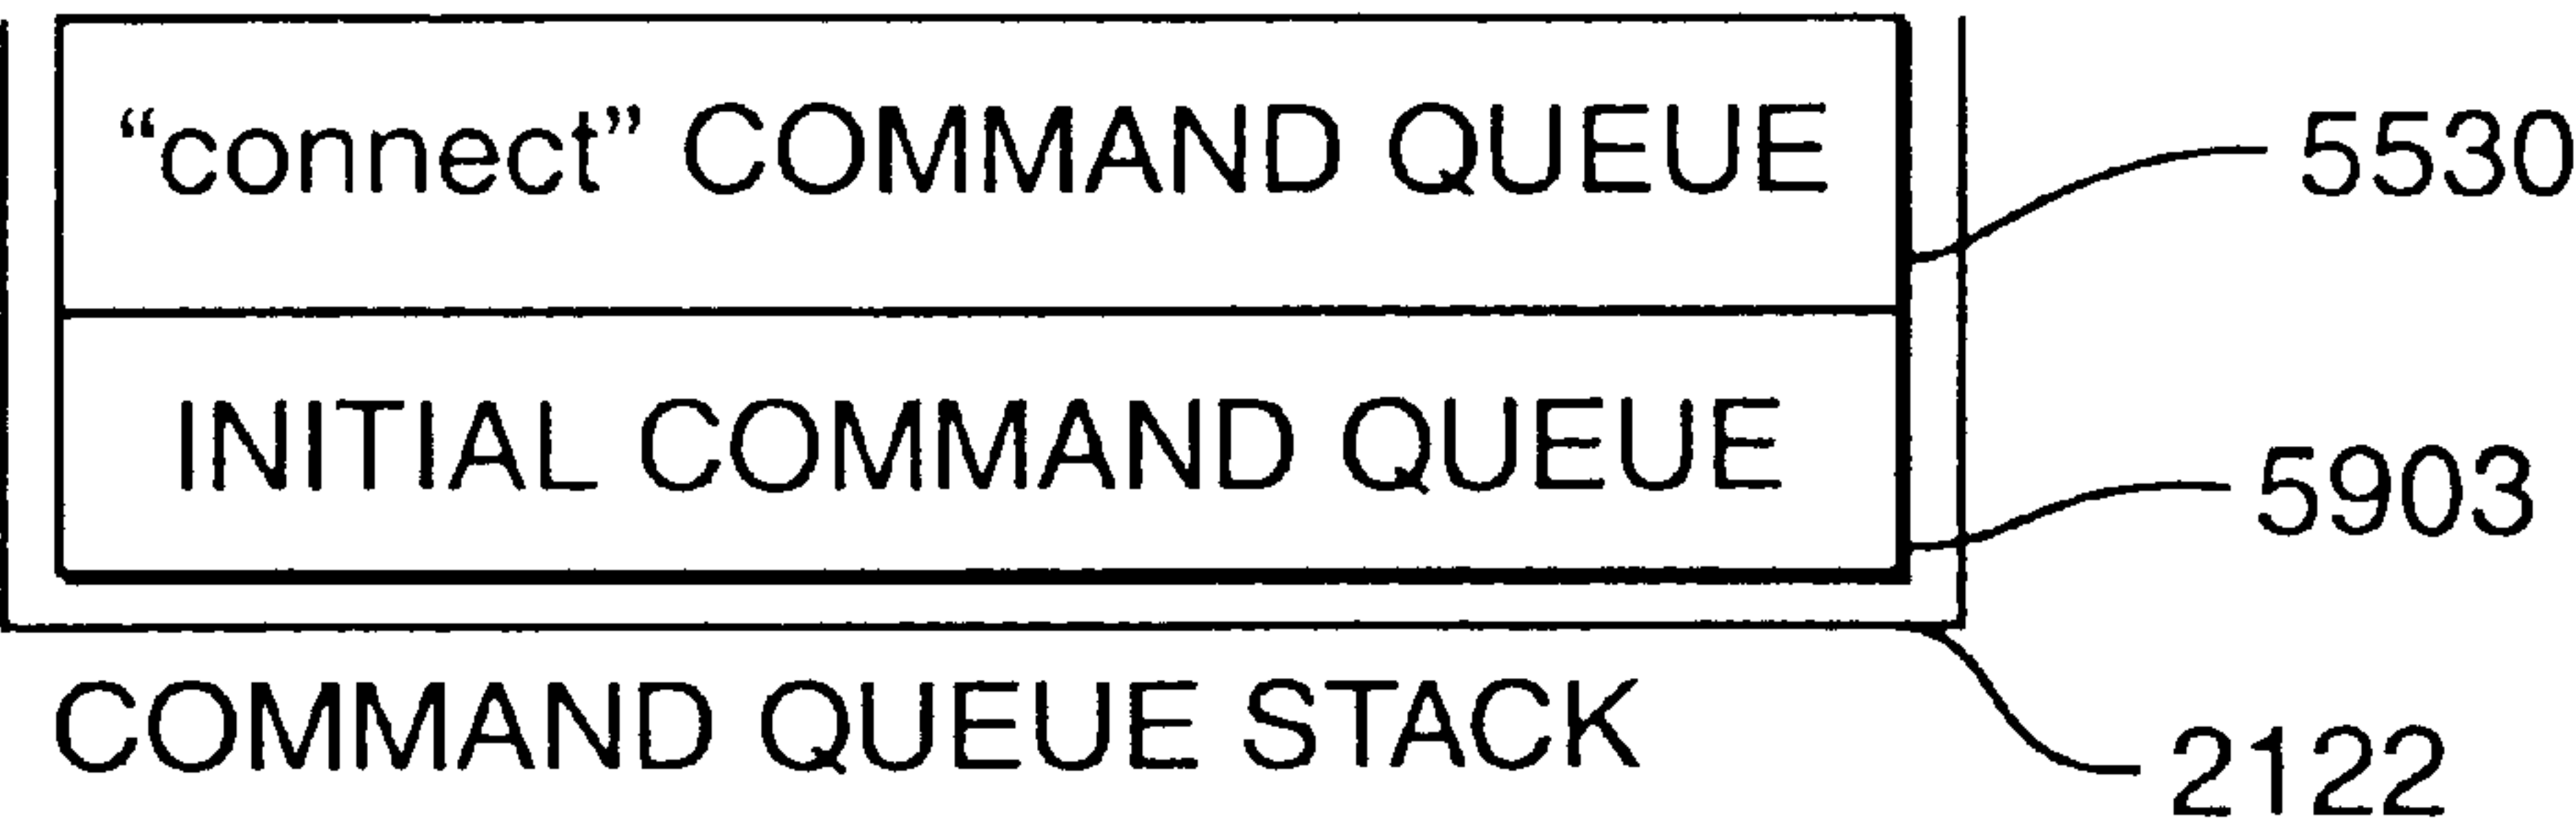 “connect” COMMAND QUEUE
5530
INITIAL COMMAND QUEUE
5903
COMMAND QUEUE STACK
2122